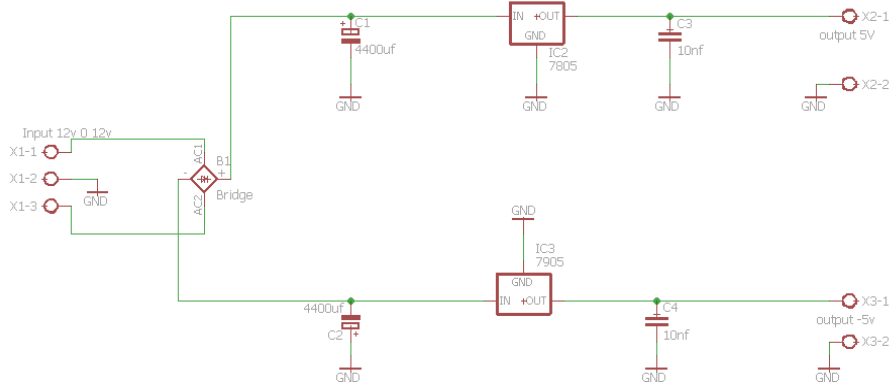 C1
4400uf
GND
IN +OUT
GND
IC2
7805
GND
C3
10nf
GND
X2-1
output 5V
X2-2
GND
Input 12v 0 12v
X1-1
X1-2
X1-3
GND
AC1
AC2
B1
- +
Bridge
GND
IC3
7905
GND
IN +OUT
4400uf
C2
GND
C4
10nf
GND
X3-1
output -5v
X3-2
GND